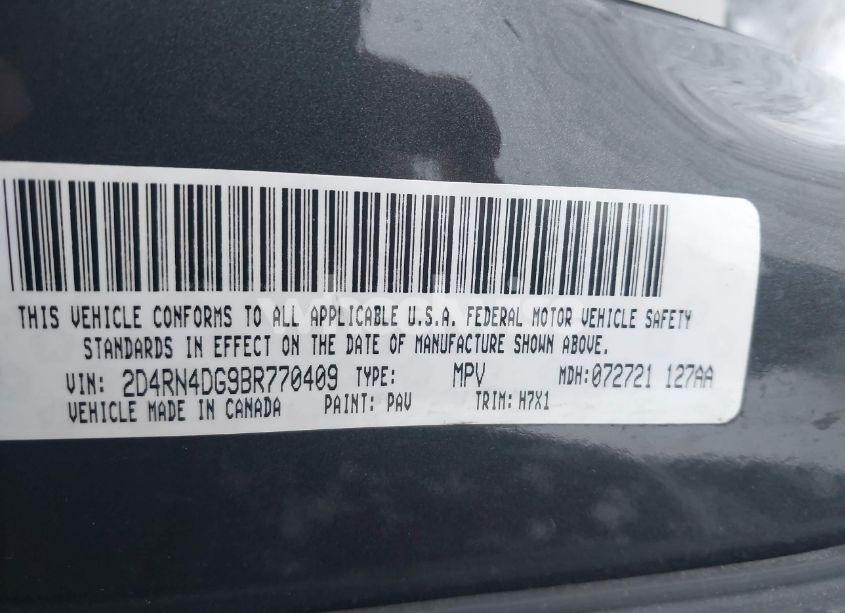 THIS VEHICLE CONFORMS TO ALL APPLICABLE U.S.A. FEDERAL MOTOR VEHICLE SAFETY
STANDARDS IN EFFECT ON THE DATE OF MANUFACTURE SHOWN ABOVE.
VIN: 2D4RN4DG9BR770409 TYPE: MPV MDH:072721 127AA
VEHICLE MADE IN CANADA PAINT: PAV TRIM: H7X1